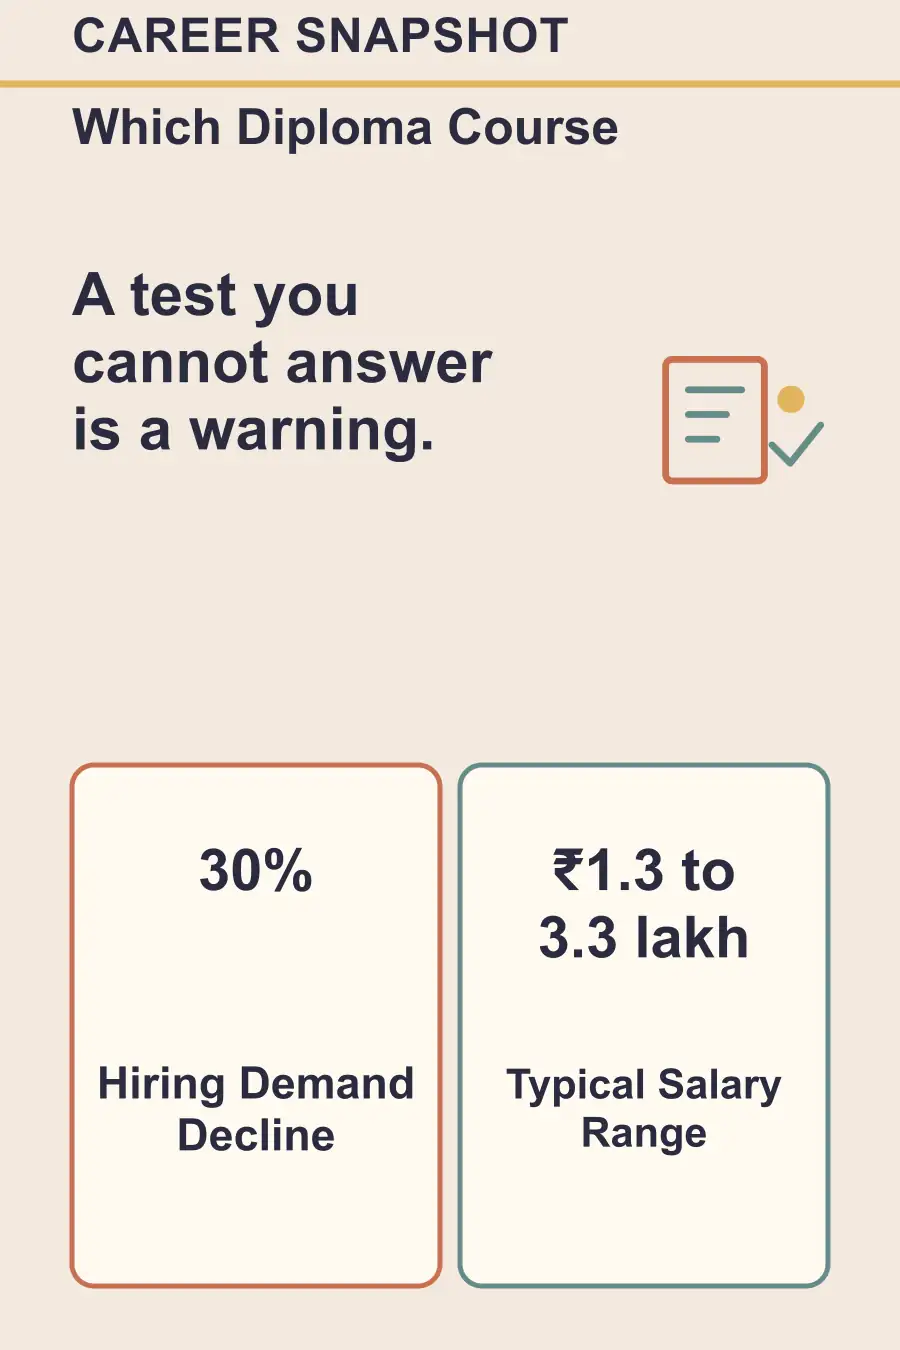 CAREER SNAPSHOT
Which Diploma Course
A test you
cannot answer
is a warning.
30%
Hiring Demand
Decline
₹1.3 to
3.3 lakh
Typical Salary
Range